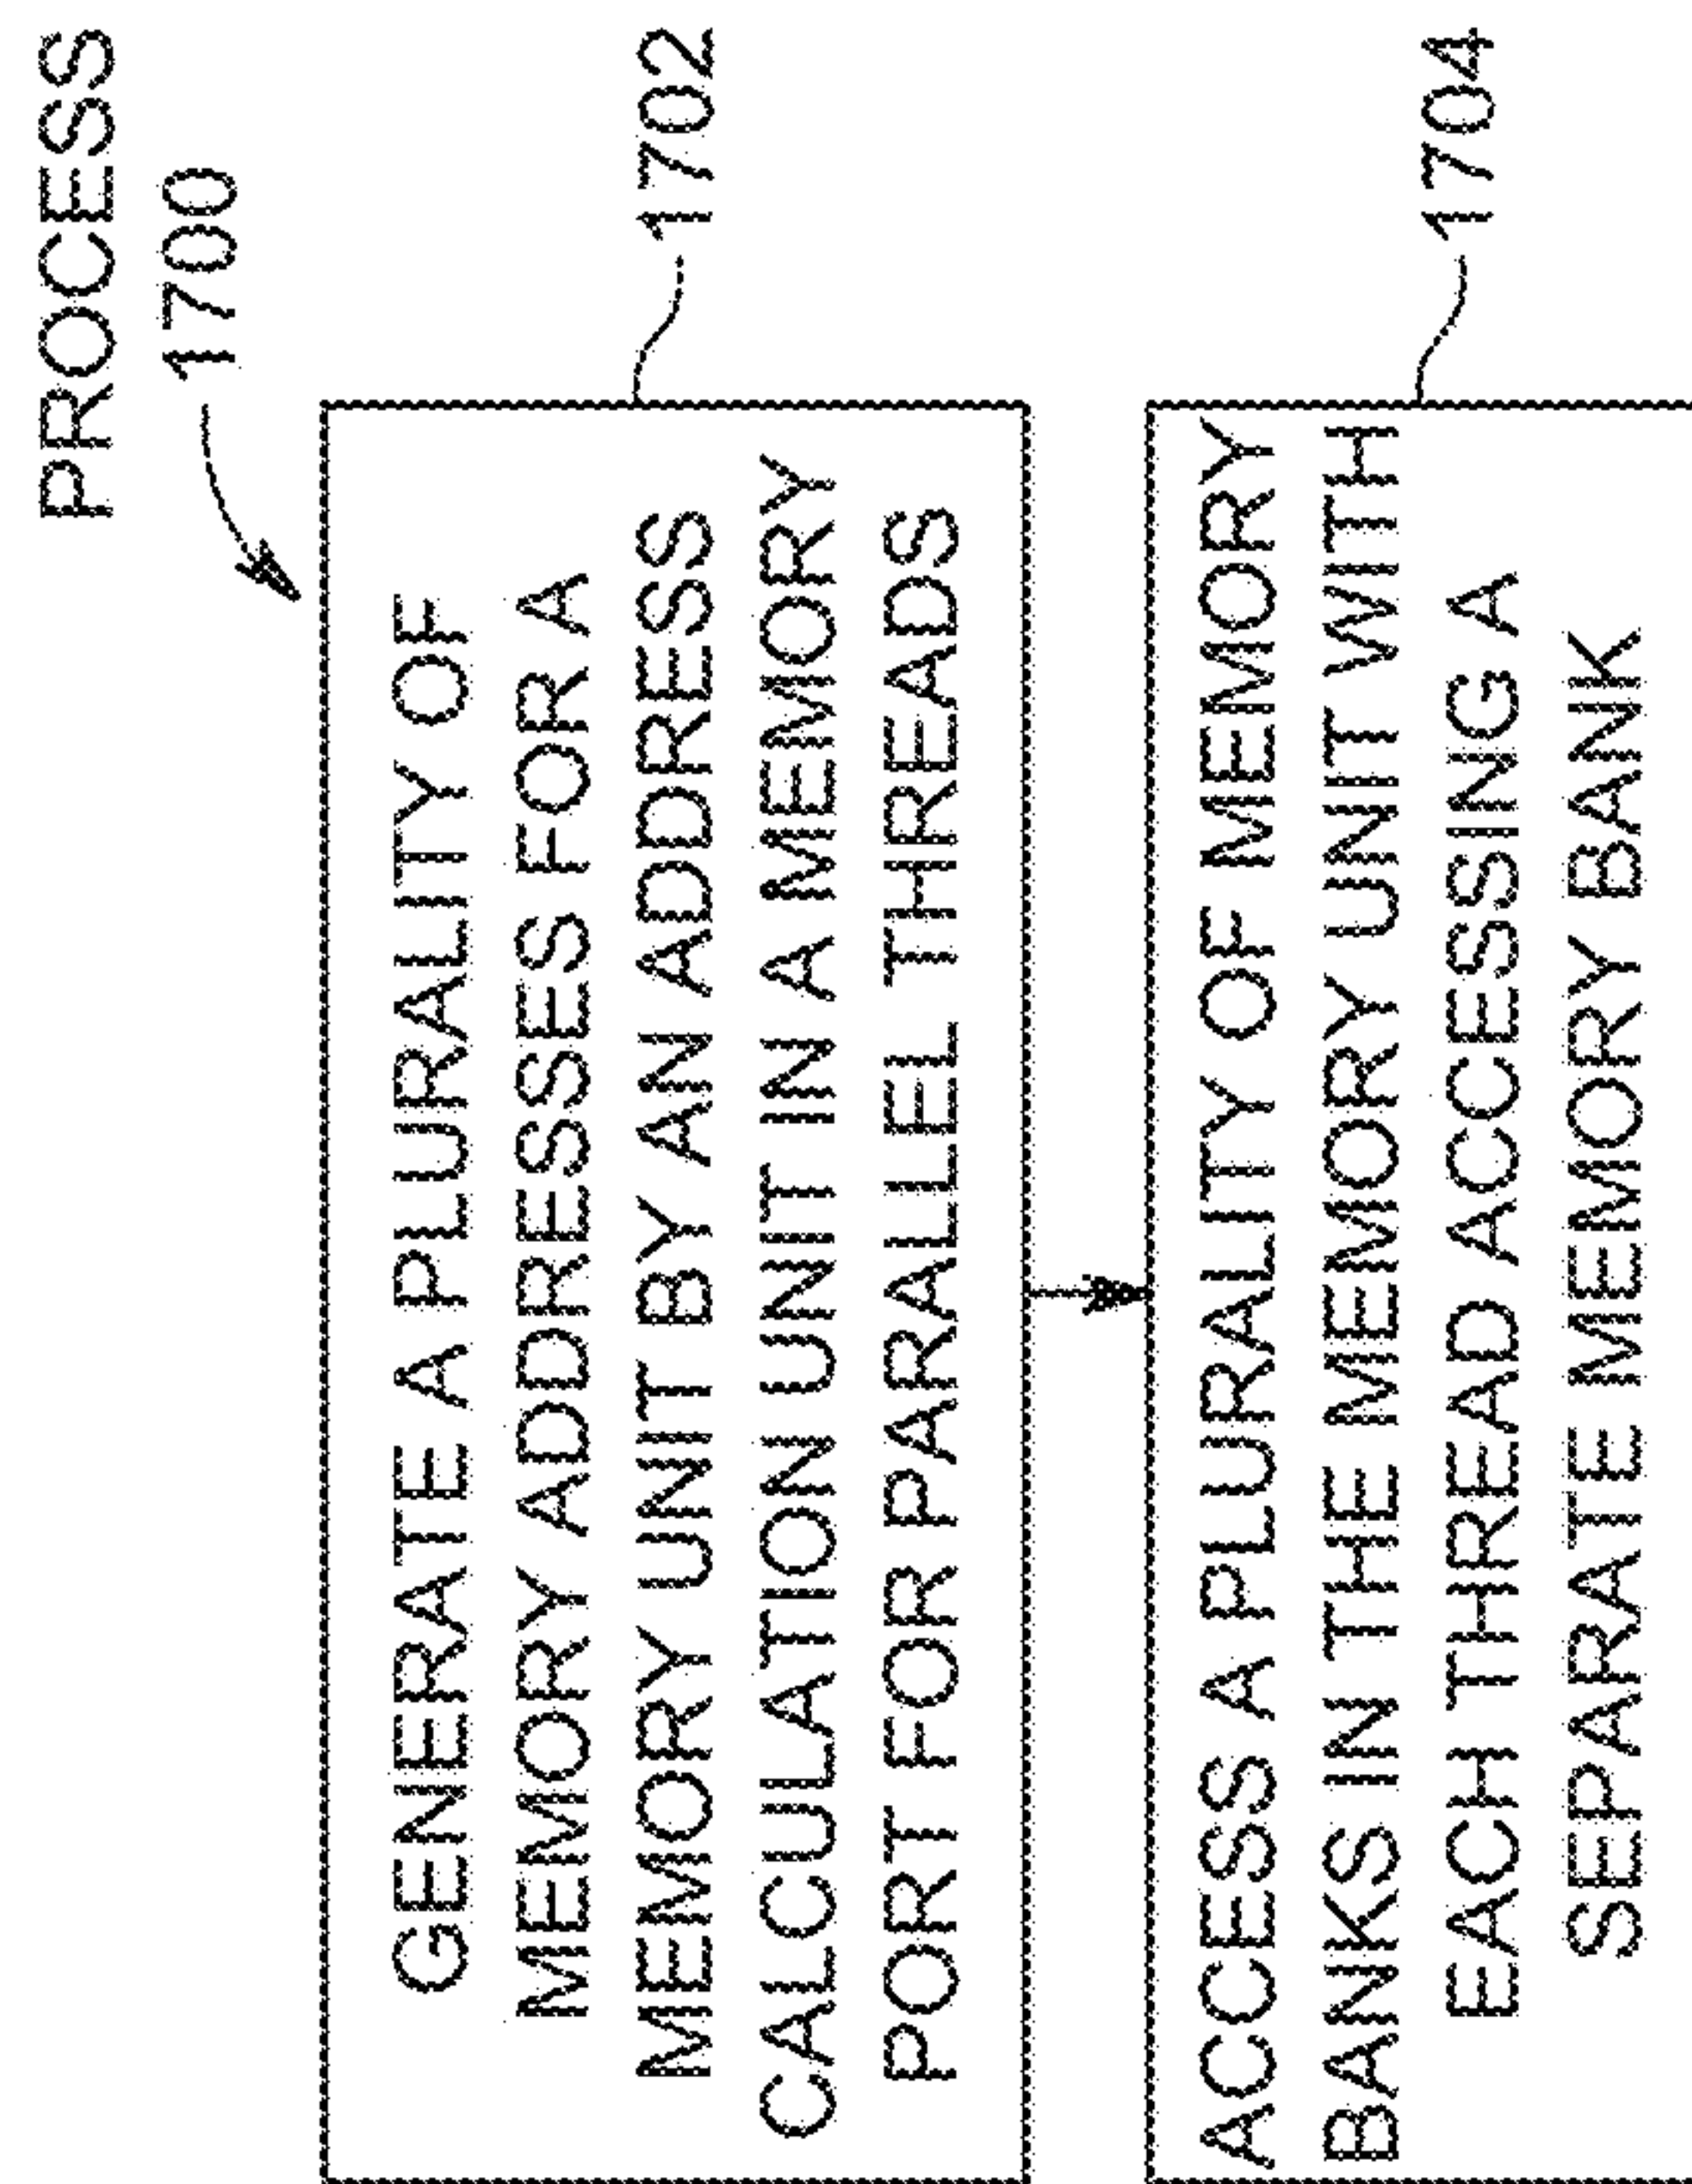 PROCESS
1700
GENERATE A PLURALITY OF
MEMORY ADDRESSES FOR A
MEMORY UNIT BY AN ADDRESS
CALCULATION UNIT IN A MEMORY
PORT FOR PARALLEL THREADS
1702
ACCESS A PLURALITY OF MEMORY
BANKS IN THE MEMORY UNIT WITH
EACH THREAD ACCESSING A
SEPARATE MEMORY BANK
1704